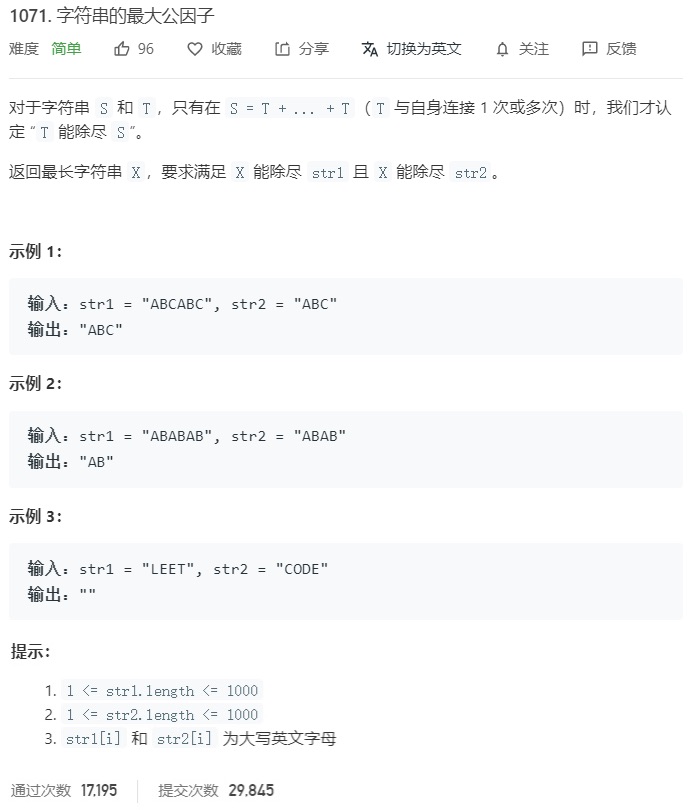 1071. 字符串的最大公因子
难度 简单 96 收藏 分享 切换为英文 关注 反馈
对于字符串 S 和 T，只有在 S = T + ... + T（T 与自身连接 1 次或多次）时，我们才认
定 “T 能除尽 S”。
返回最长字符串 X，要求满足 X 能除尽 str1 且 X 能除尽 str2。
示例 1：
输入：str1 = "ABCABC", str2 = "ABC"
输出："ABC"
示例 2：
输入：str1 = "ABABAB", str2 = "ABAB"
输出："AB"
示例 3：
输入：str1 = "LEET", str2 = "CODE"
输出：""
提示：
1. 1 <= str1.length <= 1000
2. 1 <= str2.length <= 1000
3. str1[i] 和 str2[i] 为大写英文字母
通过次数 17,195 提交次数 29,845